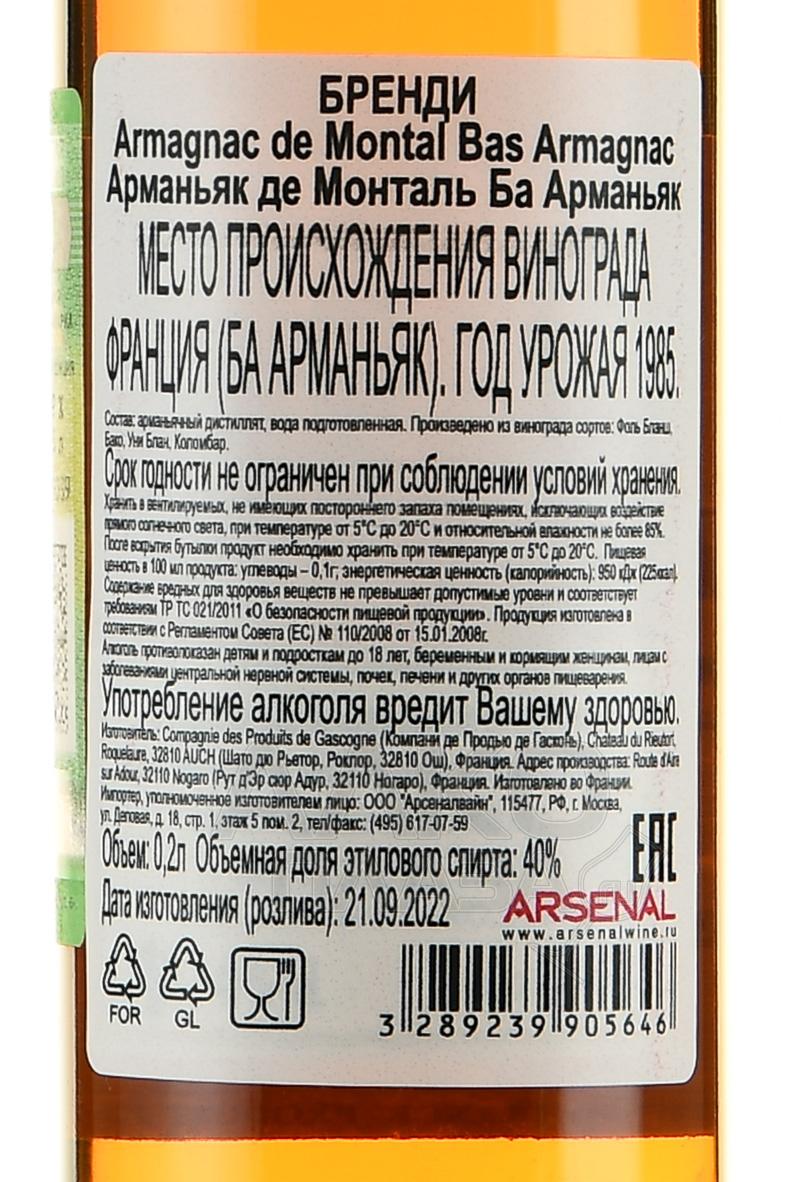 БРЕНДИ
Armagnac de Montal Bas Armagnac
Арманьяк де Монталь Ба Арманьяк
МЕСТО ПРОИСХОЖДЕНИЯ ВИНОГРАДА
ФРАНЦИЯ (БА АРМАНЬЯК). ГОД УРОЖАЯ 1985.
Состав: арманьячный дистиллят, вода подготовленная. Произведено из винограда сортов: Фоль Бланш,
Бако, Уни Блан, Коломбар.
Срок годности не ограничен при соблюдении условий хранения.
Хранить в вентилируемых, не имеющих постороннего запаха помещениях, исключающих воздействие
прямого солнечного света, при температуре от 5°С до 20°С и относительной влажности не более 85%.
После вскрытия бутылки продукт необходимо хранить при температуре от 5°С до 20°С. Пищевая
ценность в 100 мл продукта: углеводы – 0,1г; энергетическая ценность (калорийность): 950 кДж (225ккал).
Содержание вредных для здоровья веществ не превышает допустимые уровни и соответствует
требованиям ТР ТС 021/2011 «О безопасности пищевой продукции». Продукция изготовлена в
соответствии с Регламентом Совета (ЕС) № 110/2008 от 15.01.2008г.
Алкоголь противопоказан детям и подросткам до 18 лет, беременным и кормящим женщинам, лицам с
заболеваниями центральной нервной системы, почек, печени и других органов пищеварения.
Употребление алкоголя вредит Вашему здоровью.
Изготовитель: Compagnie des Produits de Gascogne (Компани де Продью де Гасконь), Chateau du Rieutort,
Roquelaure, 32810 AUCH (Шато дю Рьетор, Роклор, 32810 Ош), Франция. Адрес производства: Route d'Aire
sur Adour, 32110 Nogaro (Рут д'Эр сюр Адур, 32110 Ногаро), Франция. Изготовлено во Франции.
Импортер, уполномоченное изготовителем лицо: ООО "Арсеналвайн", 115477, РФ, г. Москва,
ул. Деловая, д. 18, стр. 1, этаж 5 пом. 2, тел/факс: (495) 617-07-59
Объем: 0,2л Объемная доля этилового спирта: 40%
EAC
Дата изготовления (розлива): 21.09.2022
ARSENAL
www.arsenalwine.ru
FOR
GL
3 289239 905646